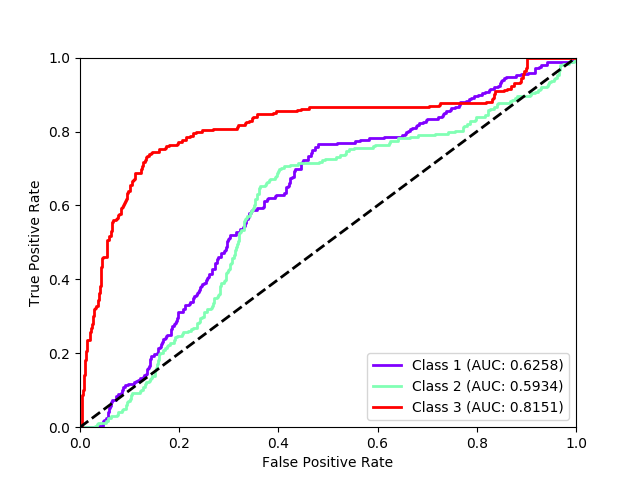 1.0
0.8
0.6
0.4
0.2
0.0
True Positive Rate
0.0 0.2 0.4 0.6 0.8 1.0
False Positive Rate
Class 1 (AUC: 0.6258)
Class 2 (AUC: 0.5934)
Class 3 (AUC: 0.8151)